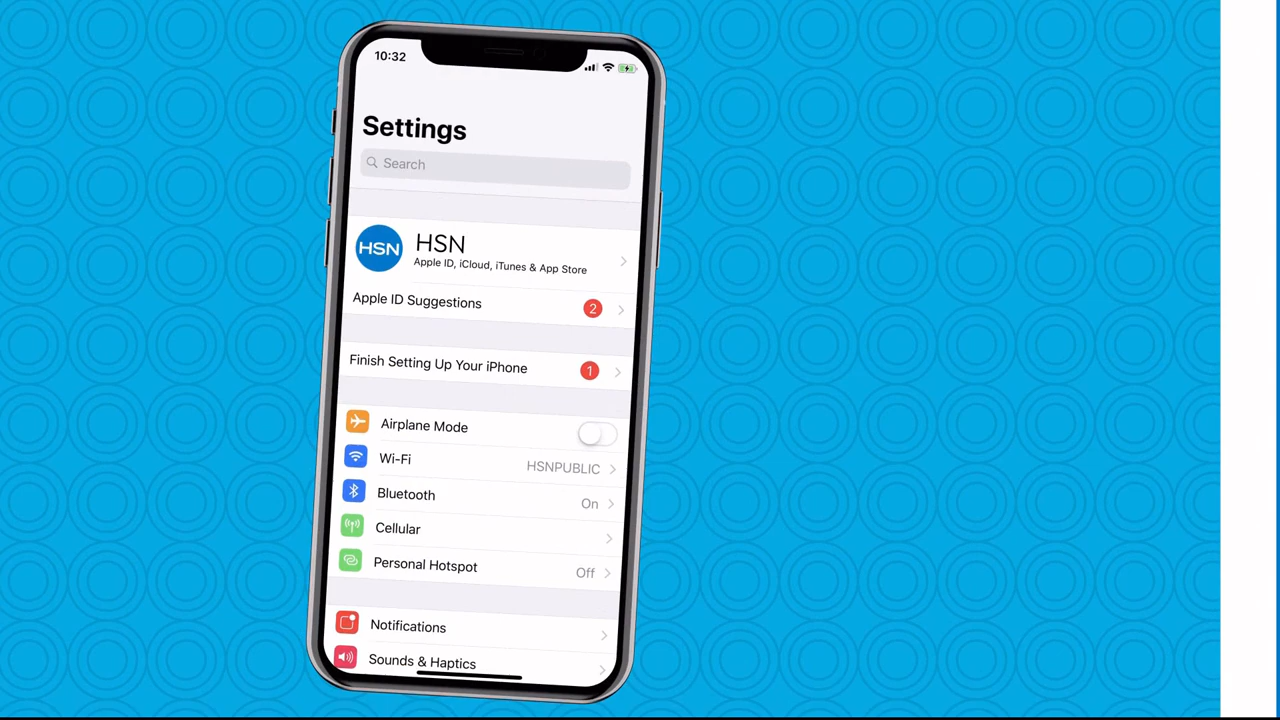 10:32
Settings
Search
HSN
HSN
Apple ID, iCloud, iTunes & App Store
Apple ID Suggestions
2
Finish Setting Up Your iPhone
1
Airplane Mode
Wi-Fi
HSNPUBLIC
Bluetooth
On
Cellular
Personal Hotspot
Off
Notifications
Sounds & Haptics